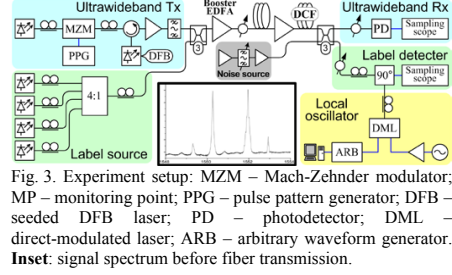 Ultrawideband Tx
Booster
EDFA
DCF
Ultrawideband Rx
MZM
PPG
DFB
3
3
PD
Sampling
scope
Noise source
Label detecter
90°
Sampling
scope
4:1
Label source
Local
oscillator
DML
ARB
Fig. 3. Experiment setup: MZM – Mach-Zehnder modulator;
MP – monitoring point; PPG – pulse pattern generator; DFB –
seeded DFB laser; PD – photodetector; DML –
direct-modulated laser; ARB – arbitrary waveform generator.
Inset: signal spectrum before fiber transmission.